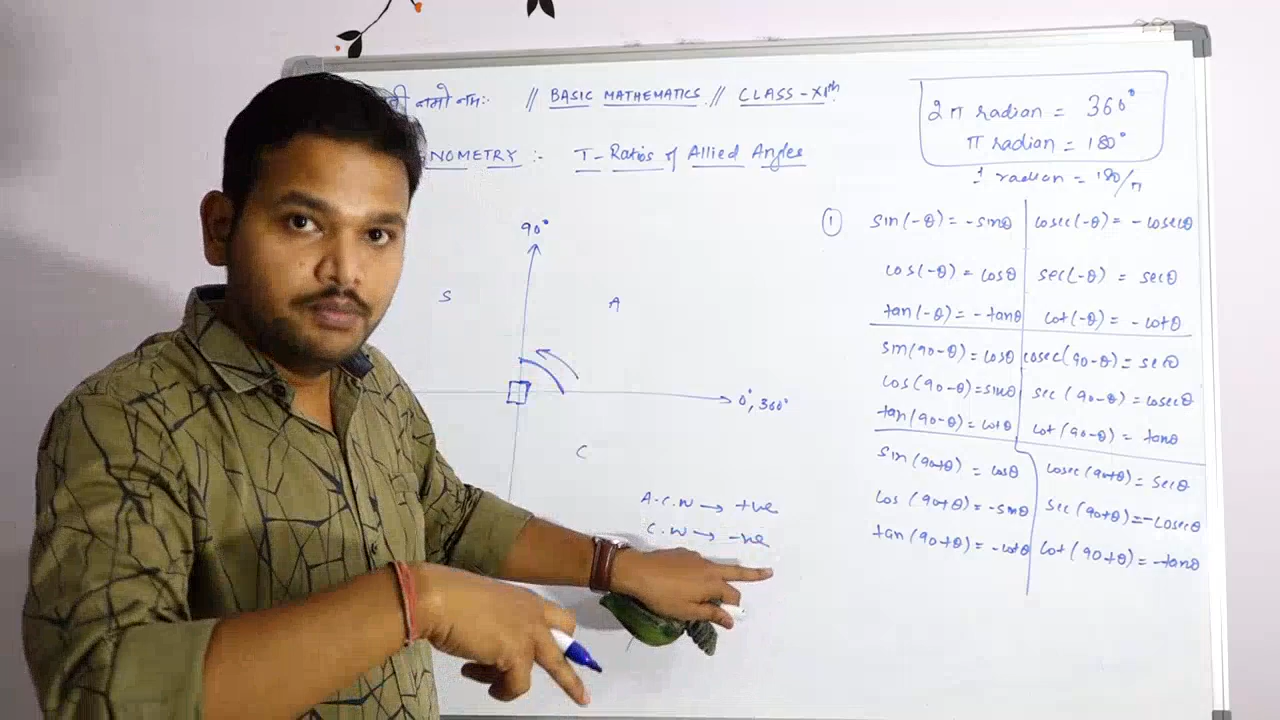 नमो नमः // BASIC MATHEMATICS // CLASS-XIth
NOMETRY :- T-Ratios of Allied Angles
2π radian = 360°
π radian = 180°
1 radian = 180/π
90°
S
A
0°, 360°
C
A.C.W → +ve
C.W → -ve
① sin(-θ) = -sinθ cosec(-θ) = -cosecθ
cos(-θ) = cosθ sec(-θ) = secθ
tan(-θ) = -tanθ cot(-θ) = -cotθ
sin(90-θ) = cosθ cosec(90-θ) = secθ
cos(90-θ) = sinθ sec(90-θ) = cosecθ
tan(90-θ) = cotθ cot(90-θ) = tanθ
sin(90+θ) = cosθ cosec(90+θ) = secθ
cos(90+θ) = -sinθ sec(90+θ) = -cosecθ
tan(90+θ) = -cotθ cot(90+θ) = -tanθ